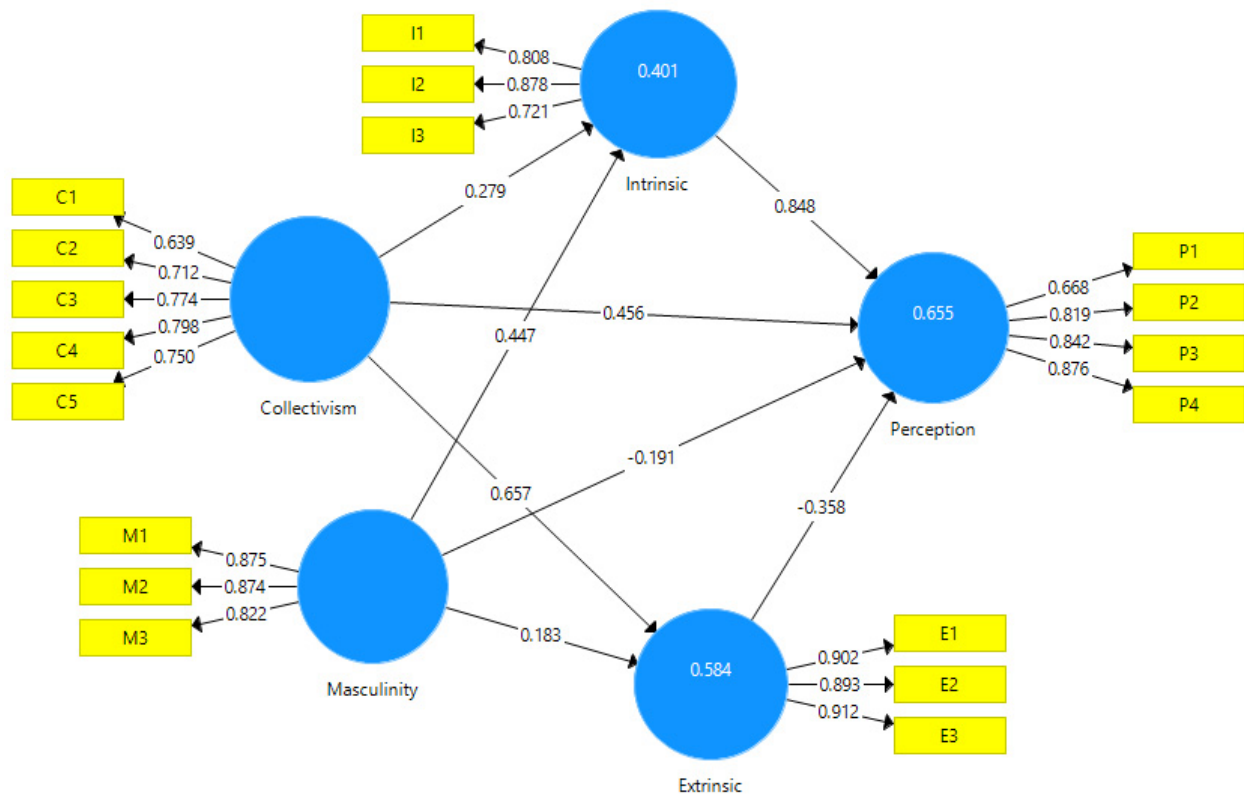 I1
0.808
0.401
I2
0.878
I3
0.721
Intrinsic
0.279
0.848
C1
0.639
C2
0.712
C3
0.774
C4
0.798
C5
0.750
Collectivism
0.456
0.447
0.655
Perception
P1
0.668
P2
0.819
P3
0.842
P4
0.876
-0.191
0.657
-0.358
M1
0.875
M2
0.874
M3
0.822
Masculinity
0.183
0.584
Extrinsic
E1
0.902
E2
0.893
E3
0.912